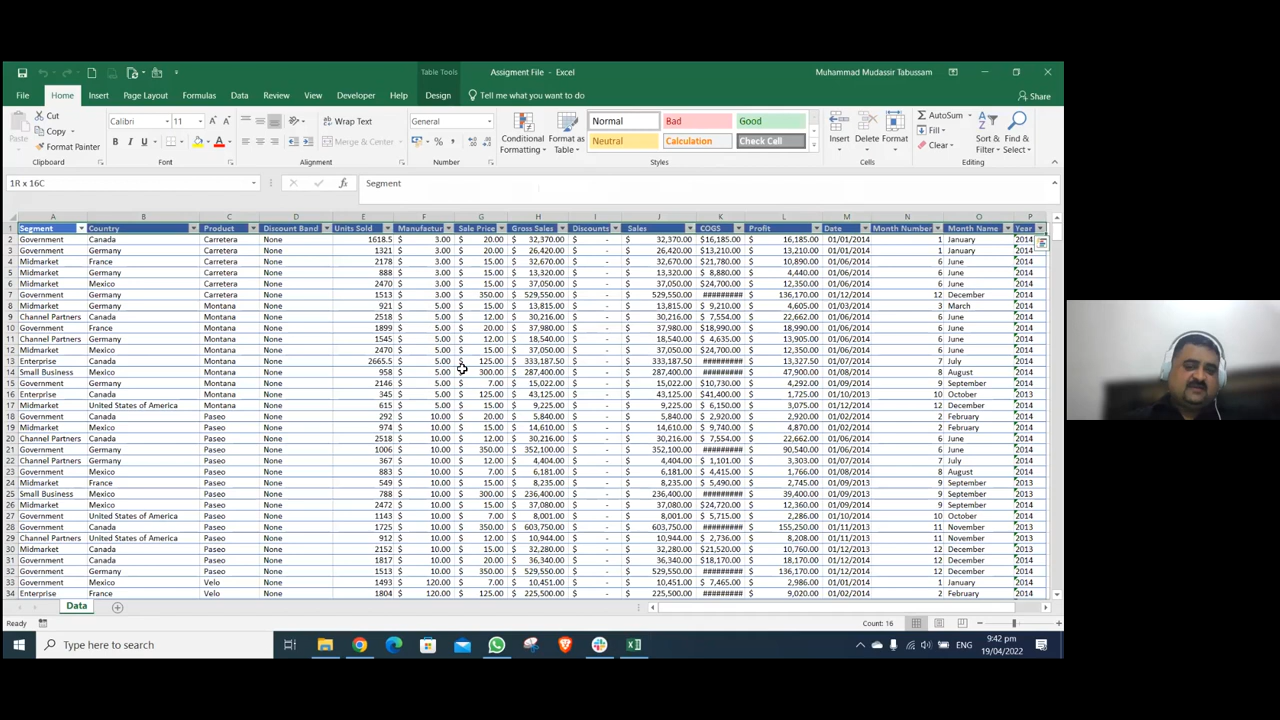 Table Tools
Assigment File - Excel
Muhammad Mudassir Tabussam
File Home Insert Page Layout Formulas Data Review View Developer Help Design Tell me what you want to do Share
Cut
Copy
Format Painter
Paste
Clipboard
Calibri 11
B I U
Font
Wrap Text
Merge & Center
Alignment
General
Number
Conditional Formatting
Format as Table
Normal Bad Good
Neutral Calculation Check Cell
Styles
Insert Delete Format
Cells
AutoSum
Fill
Clear
Sort & Filter
Find & Select
Editing
1R x 16C fx Segment
A B C D E F G H I J K L M N O P
1 Segment Country Product Discount Band Units Sold Manufactur Sale Price Gross Sales Discounts Sales COGS Profit Date Month Number Month Name Year
2 Government Canada Carretera None 1618.5 $ 3.00 $ 20.00 $ 32,370.00 $ - $ 32,370.00 $16,185.00 $ 16,185.00 01/01/2014 1 January 2014
3 Government Germany Carretera None 1321 $ 3.00 $ 20.00 $ 26,420.00 $ - $ 26,420.00 $13,210.00 $ 13,210.00 01/01/2014 1 January 2014
4 Midmarket France Carretera None 2178 $ 3.00 $ 15.00 $ 32,670.00 $ - $ 32,670.00 $21,780.00 $ 10,890.00 01/06/2014 6 June 2014
5 Midmarket Germany Carretera None 888 $ 3.00 $ 15.00 $ 13,320.00 $ - $ 13,320.00 $ 8,880.00 $ 4,440.00 01/06/2014 6 June 2014
6 Midmarket Mexico Carretera None 2470 $ 3.00 $ 15.00 $ 37,050.00 $ - $ 37,050.00 $24,700.00 $ 12,350.00 01/06/2014 6 June 2014
7 Government Germany Carretera None 1513 $ 3.00 $ 350.00 $ 529,550.00 $ - $ 529,550.00 ######### $ 136,170.00 01/12/2014 12 December 2014
8 Midmarket Germany Montana None 921 $ 5.00 $ 15.00 $ 13,815.00 $ - $ 13,815.00 $ 9,210.00 $ 4,605.00 01/03/2014 3 March 2014
9 Channel Partners Canada Montana None 2518 $ 5.00 $ 12.00 $ 30,216.00 $ - $ 30,216.00 $ 7,554.00 $ 22,662.00 01/06/2014 6 June 2014
10 Government France Montana None 1899 $ 5.00 $ 20.00 $ 37,980.00 $ - $ 37,980.00 $18,990.00 $ 18,990.00 01/06/2014 6 June 2014
11 Channel Partners Germany Montana None 1545 $ 5.00 $ 12.00 $ 18,540.00 $ - $ 18,540.00 $ 4,635.00 $ 13,905.00 01/06/2014 6 June 2014
12 Midmarket Mexico Montana None 2470 $ 5.00 $ 15.00 $ 37,050.00 $ - $ 37,050.00 $24,700.00 $ 12,350.00 01/06/2014 6 June 2014
13 Enterprise Canada Montana None 2665.5 $ 5.00 $ 125.00 $ 333,187.50 $ - $ 333,187.50 ######### $ 13,327.50 01/07/2014 7 July 2014
14 Small Business Mexico Montana None 958 $ 5.00 $ 300.00 $ 287,400.00 $ - $ 287,400.00 ######### $ 47,900.00 01/08/2014 8 August 2014
15 Government Germany Montana None 2146 $ 5.00 $ 7.00 $ 15,022.00 $ - $ 15,022.00 $10,730.00 $ 4,292.00 01/09/2014 9 September 2014
16 Enterprise Canada Montana None 345 $ 5.00 $ 125.00 $ 43,125.00 $ - $ 43,125.00 $41,400.00 $ 1,725.00 01/10/2013 10 October 2013
17 Midmarket United States of America Montana None 615 $ 5.00 $ 15.00 $ 9,225.00 $ - $ 9,225.00 $ 6,150.00 $ 3,075.00 01/12/2014 12 December 2014
18 Government Canada Paseo None 292 $ 10.00 $ 20.00 $ 5,840.00 $ - $ 5,840.00 $ 2,920.00 $ 2,920.00 01/02/2014 2 February 2014
19 Midmarket Mexico Paseo None 974 $ 10.00 $ 15.00 $ 14,610.00 $ - $ 14,610.00 $ 9,740.00 $ 4,870.00 01/02/2014 2 February 2014
20 Channel Partners Canada Paseo None 2518 $ 10.00 $ 12.00 $ 30,216.00 $ - $ 30,216.00 $ 7,554.00 $ 22,662.00 01/06/2014 6 June 2014
21 Government Germany Paseo None 1006 $ 10.00 $ 350.00 $ 352,100.00 $ - $ 352,100.00 ######### $ 90,540.00 01/06/2014 6 June 2014
22 Channel Partners Germany Paseo None 367 $ 10.00 $ 12.00 $ 4,404.00 $ - $ 4,404.00 $ 1,101.00 $ 3,303.00 01/07/2014 7 July 2014
23 Government Mexico Paseo None 883 $ 10.00 $ 7.00 $ 6,181.00 $ - $ 6,181.00 $ 4,415.00 $ 1,766.00 01/08/2014 8 August 2014
24 Midmarket France Paseo None 549 $ 10.00 $ 15.00 $ 8,235.00 $ - $ 8,235.00 $ 5,490.00 $ 2,745.00 01/09/2013 9 September 2013
25 Small Business Mexico Paseo None 788 $ 10.00 $ 300.00 $ 236,400.00 $ - $ 236,400.00 ######### $ 39,400.00 01/09/2013 9 September 2013
26 Midmarket Mexico Paseo None 2472 $ 10.00 $ 15.00 $ 37,080.00 $ - $ 37,080.00 $24,720.00 $ 12,360.00 01/09/2014 9 September 2014
27 Government United States of America Paseo None 1143 $ 10.00 $ 7.00 $ 8,001.00 $ - $ 8,001.00 $ 5,715.00 $ 2,286.00 01/10/2014 10 October 2014
28 Government Canada Paseo None 1725 $ 10.00 $ 350.00 $ 603,750.00 $ - $ 603,750.00 ######### $ 155,250.00 01/11/2013 11 November 2013
29 Channel Partners United States of America Paseo None 912 $ 10.00 $ 12.00 $ 10,944.00 $ - $ 10,944.00 $ 2,736.00 $ 8,208.00 01/11/2013 11 November 2013
30 Midmarket Canada Paseo None 2152 $ 10.00 $ 15.00 $ 32,280.00 $ - $ 32,280.00 $21,520.00 $ 10,760.00 01/12/2013 12 December 2013
31 Government Canada Paseo None 1817 $ 10.00 $ 20.00 $ 36,340.00 $ - $ 36,340.00 $18,170.00 $ 18,170.00 01/12/2014 12 December 2014
32 Government Germany Paseo None 1513 $ 10.00 $ 350.00 $ 529,550.00 $ - $ 529,550.00 ######### $ 136,170.00 01/12/2014 12 December 2014
33 Government Mexico Velo None 1493 $ 120.00 $ 7.00 $ 10,451.00 $ - $ 10,451.00 $ 7,465.00 $ 2,986.00 01/01/2014 1 January 2014
34 Enterprise France Velo None 1804 $ 120.00 $ 125.00 $ 225,500.00 $ - $ 225,500.00 ######### $ 9,020.00 01/02/2014 2 February 2014
Data
Ready Count: 16
Type here to search ENG 9:42 pm
19/04/2022